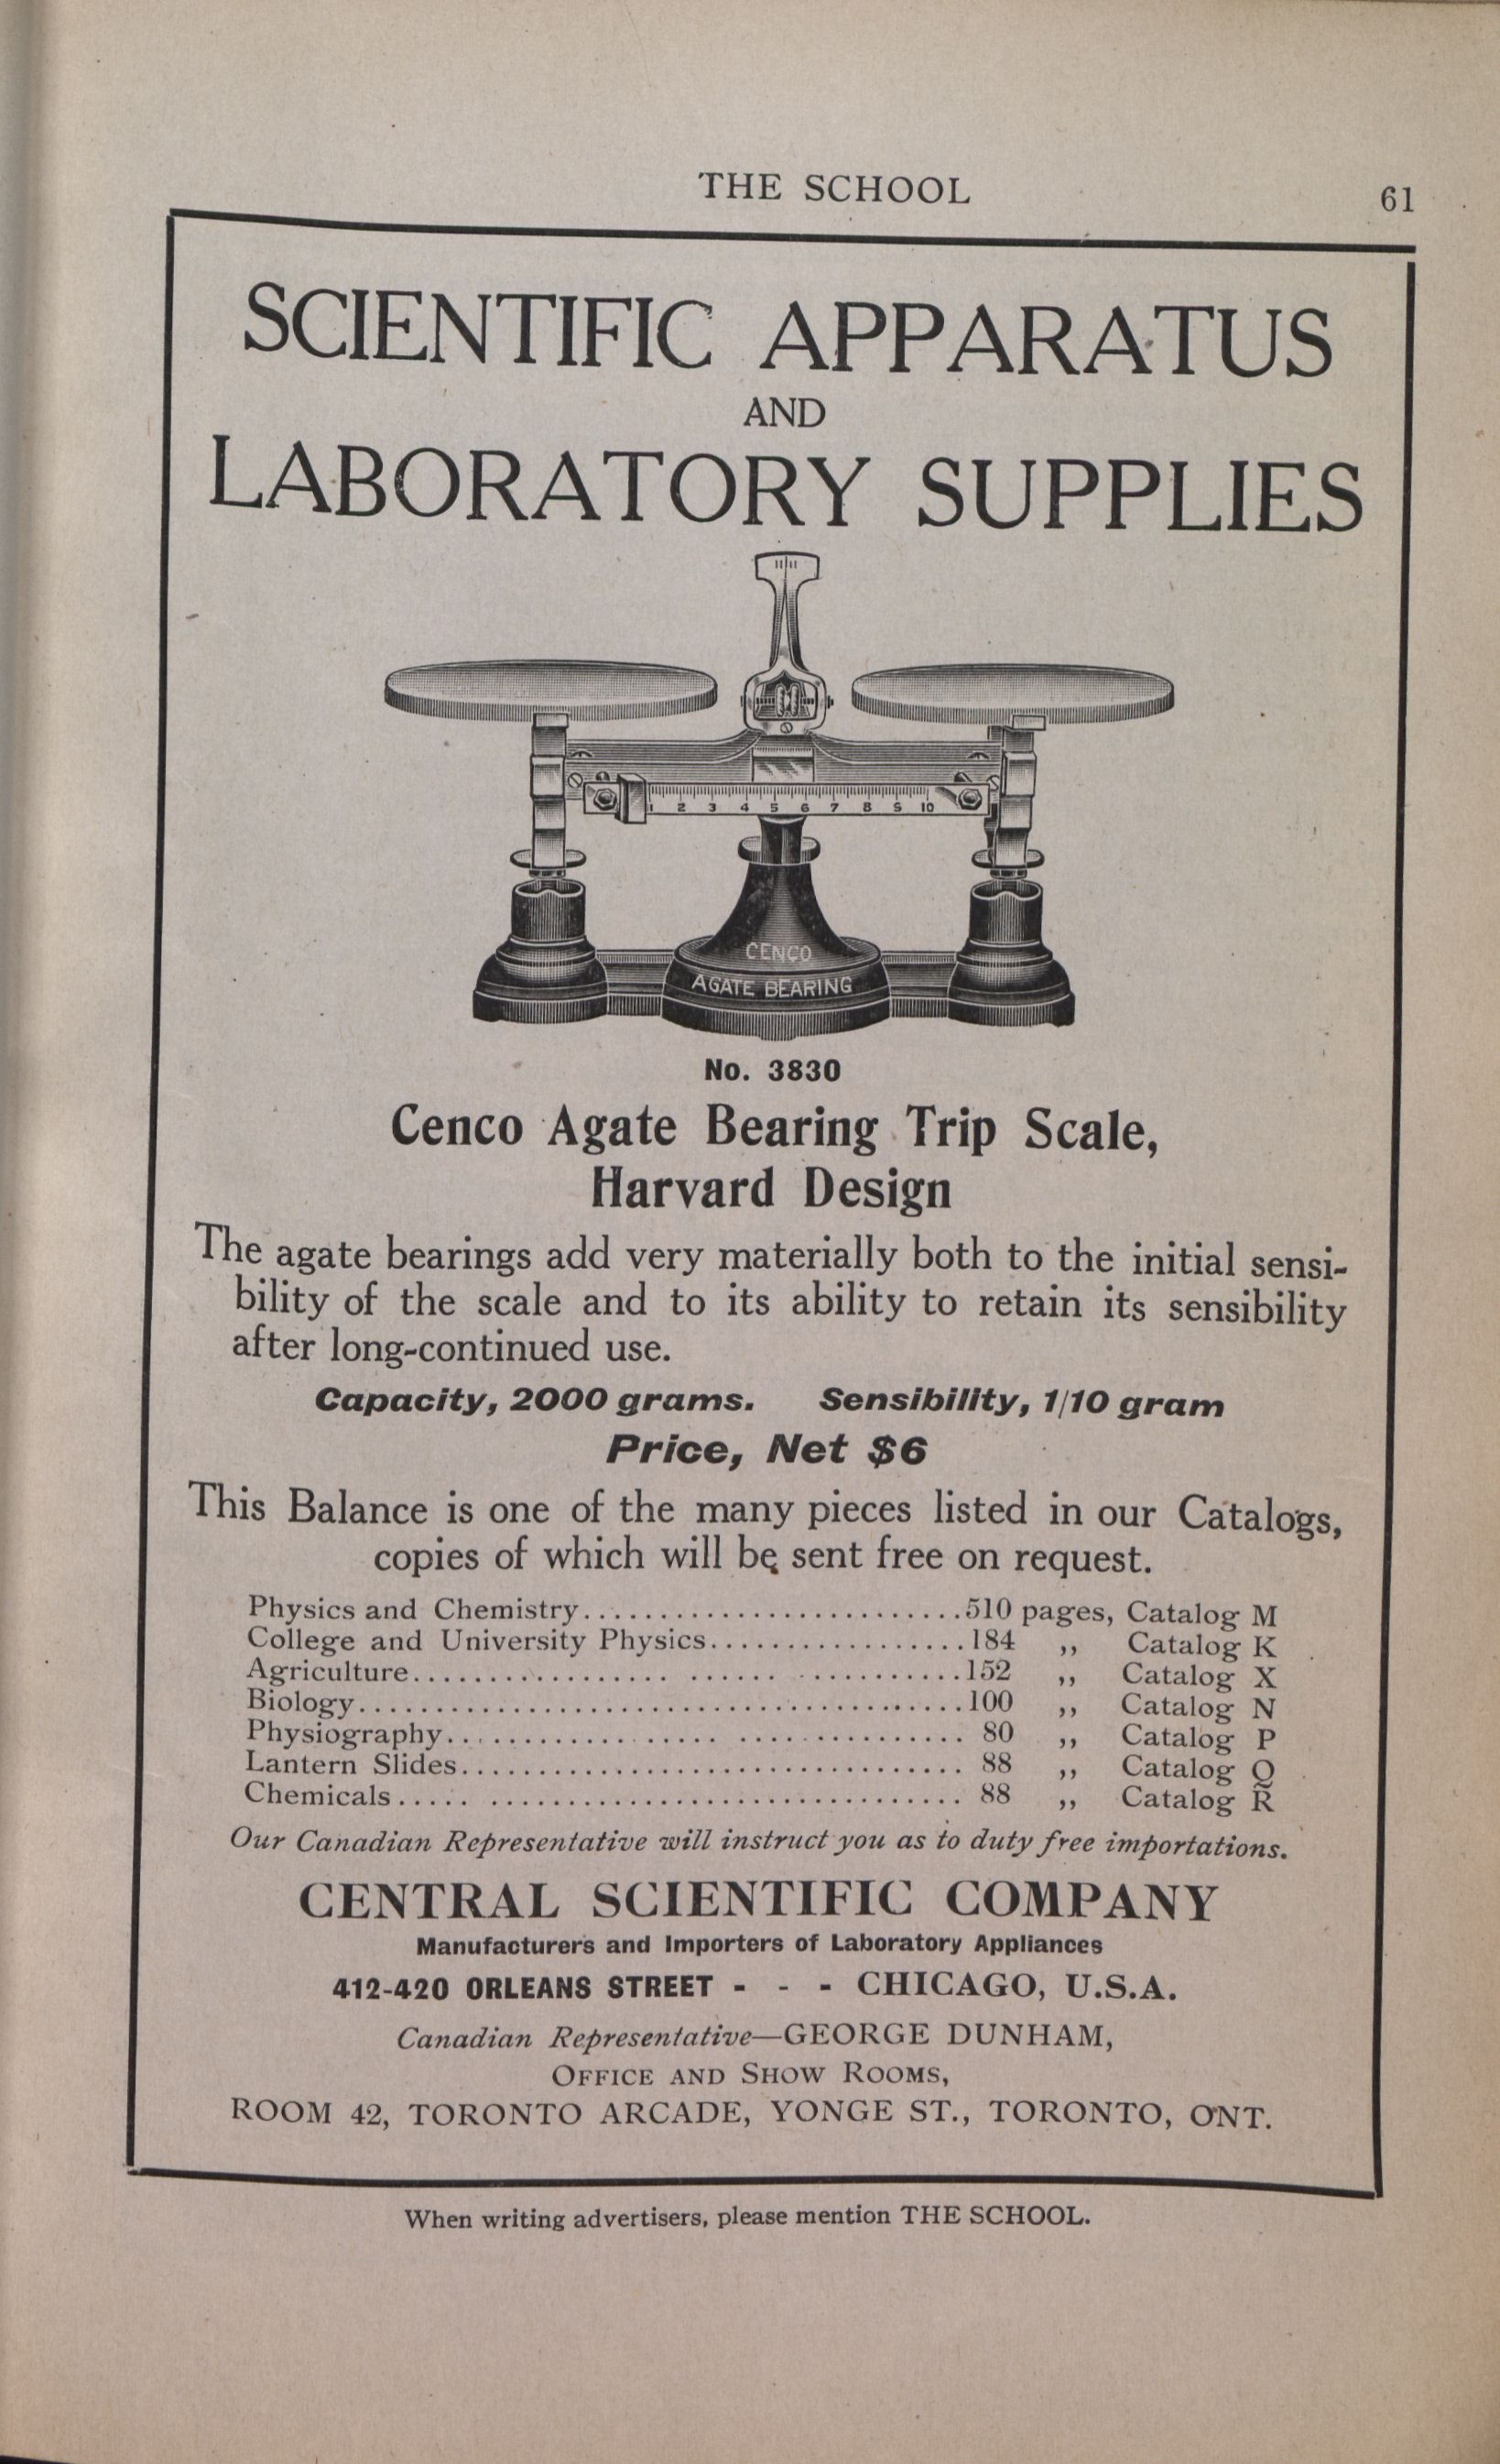 THE SCHOOL 61
SCIENTIFIC APPARATUS
AND
LABORATORY SUPPLIES
1 2 3 4 5 6 7 8 9 10
CENCO
AGATE BEARING
No. 3830
Cenco Agate Bearing Trip Scale,
Harvard Design
The agate bearings add very materially both to the initial sensi-
bility of the scale and to its ability to retain its sensibility
after long-continued use.
Capacity, 2000 grams. Sensibility, 1/10 gram
Price, Net $6
This Balance is one of the many pieces listed in our Catalogs,
copies of which will be sent free on request.
Physics and Chemistry.........................510 pages, Catalog M
College and University Physics.................184 ,, Catalog K
Agriculture................. ...... ...........152 ,, Catalog X
Biology........................................100 ,, Catalog N
Physiography.................. ............... 80 ,, Catalog P
Lantern Slides................................. 88 ,, Catalog Q
Chemicals..... ............................... 88 ,, Catalog R
Our Canadian Representative will instruct you as to duty free importations.
CENTRAL SCIENTIFIC COMPANY
Manufacturers and Importers of Laboratory Appliances
412-420 ORLEANS STREET - - - CHICAGO, U.S.A.
Canadian Representative—GEORGE DUNHAM,
OFFICE AND SHOW ROOMS,
ROOM 42, TORONTO ARCADE, YONGE ST., TORONTO, ONT.
When writing advertisers, please mention THE SCHOOL.